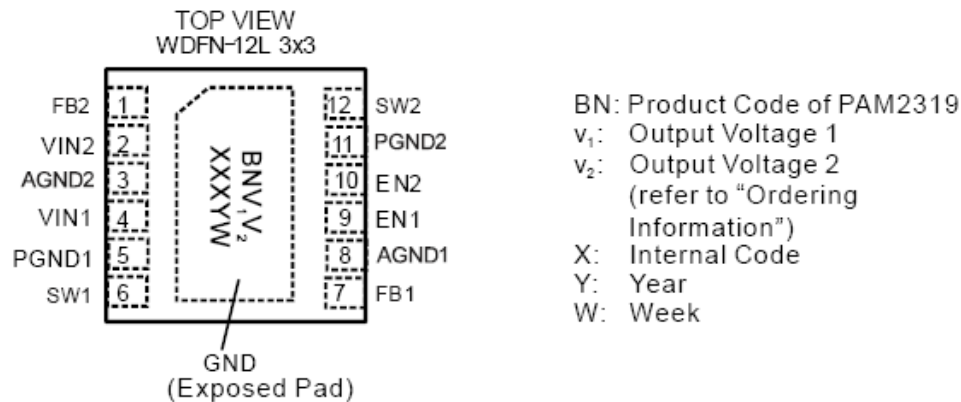 TOP VIEW
WDFN-12L 3x3
FB2 1
VIN2 2
AGND2 3
VIN1 4
PGND1 5
SW1 6
12 SW2
11 PGND2
10 EN2
9 EN1
8 AGND1
7 FB1
BNV₁V₂
XXXYW
GND
(Exposed Pad)
BN: Product Code of PAM2319
v₁: Output Voltage 1
v₂: Output Voltage 2
(refer to “Ordering
Information”)
X: Internal Code
Y: Year
W: Week